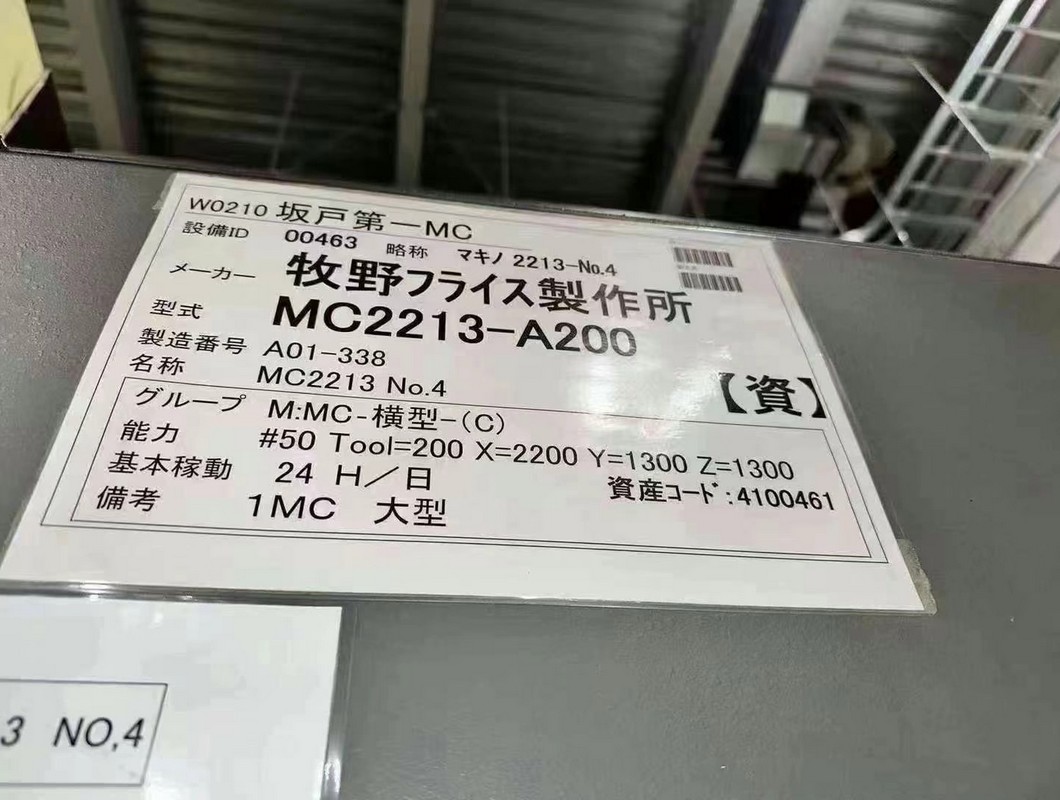 W0210 坂戸第一MC
設備ID 00463 略称 マキノ 2213-No.4
メーカー 牧野フライス製作所
型式 MC2213-A200
製造番号 A01-338
名称 MC2213 No.4
【資】
グループ M:MC-横型-(C)
能力 #50 Tool=200 X=2200 Y=1300 Z=1300
基本稼動 24 H／日 資産コード:4100461
備考 1MC 大型
3 NO,4